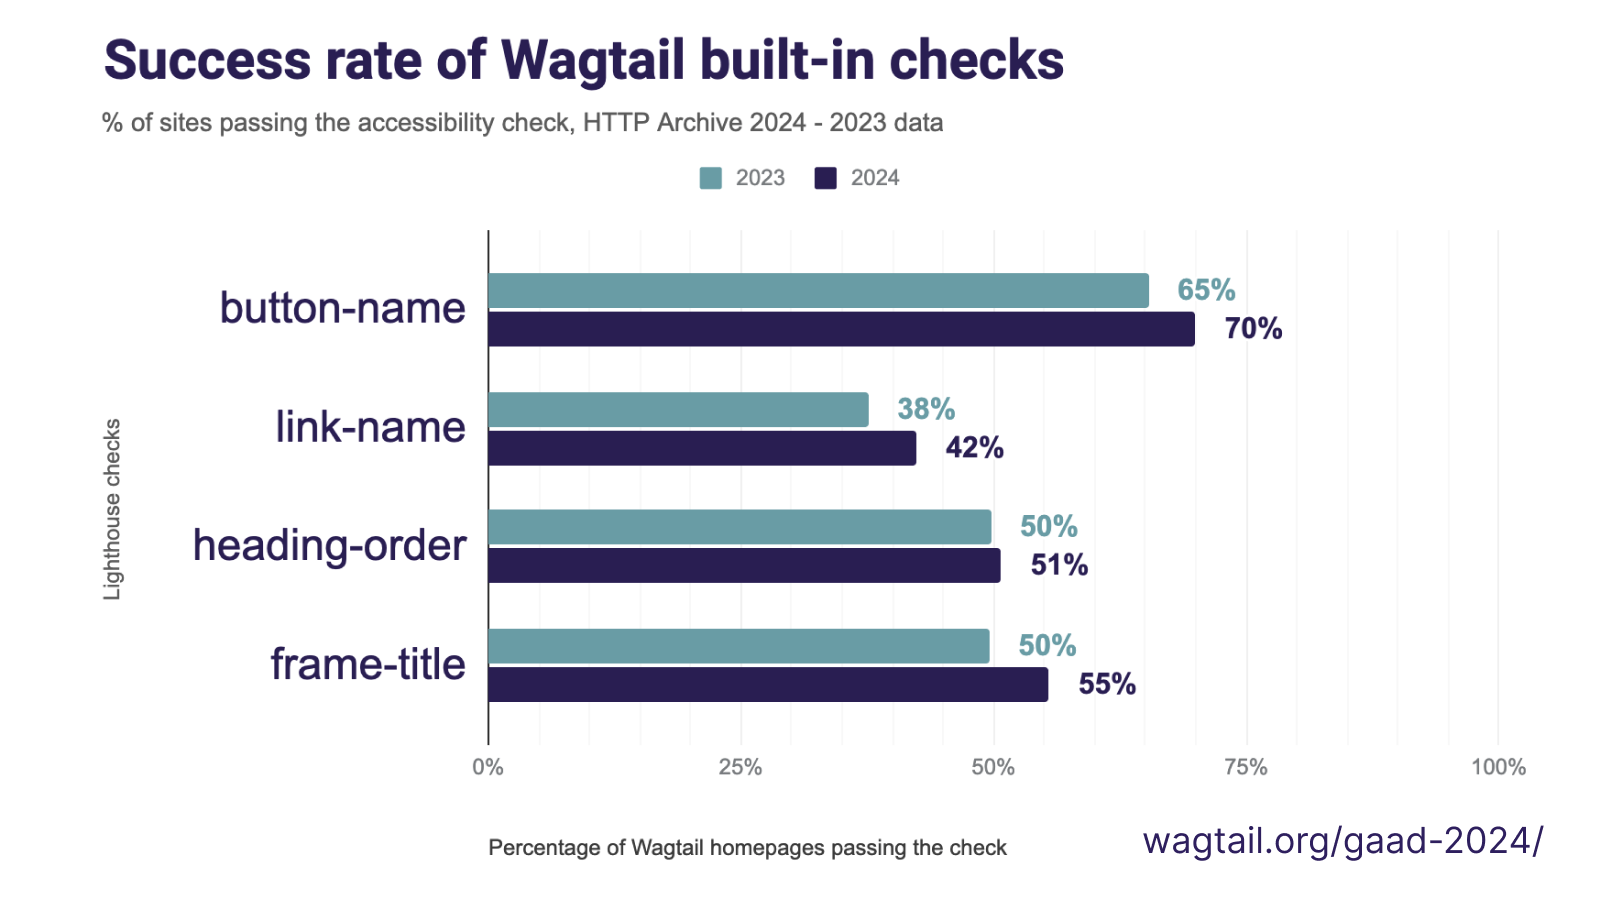 Success rate of Wagtail built-in checks
% of sites passing the accessibility check, HTTP Archive 2024 - 2023 data
2023 2024
Lighthouse checks
button-name
65%
70%
link-name
38%
42%
heading-order
50%
51%
frame-title
50%
55%
0% 25% 50% 75% 100%
Percentage of Wagtail homepages passing the check
wagtail.org/gaad-2024/